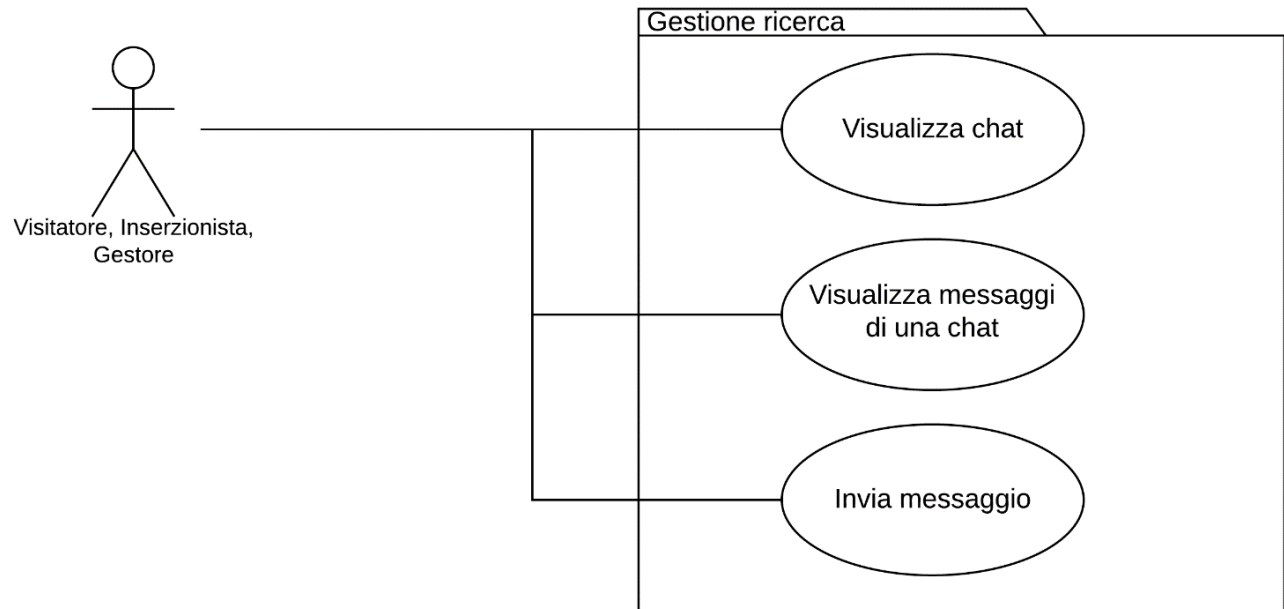 Gestione ricerca
Visualizza chat
Visitatore, Inserzionista,
Gestore
Visualizza messaggi
di una chat
Invia messaggio